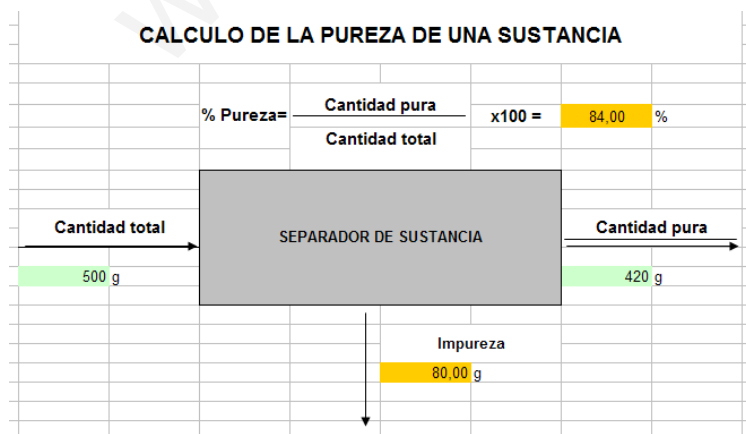 CALCULO DE LA PUREZA DE UNA SUSTANCIA
% Pureza= Cantidad pura x100 = 84,00 %
Cantidad total
Cantidad total SEPARADOR DE SUSTANCIA Cantidad pura
500 g 420 g
Impureza
80,00 g